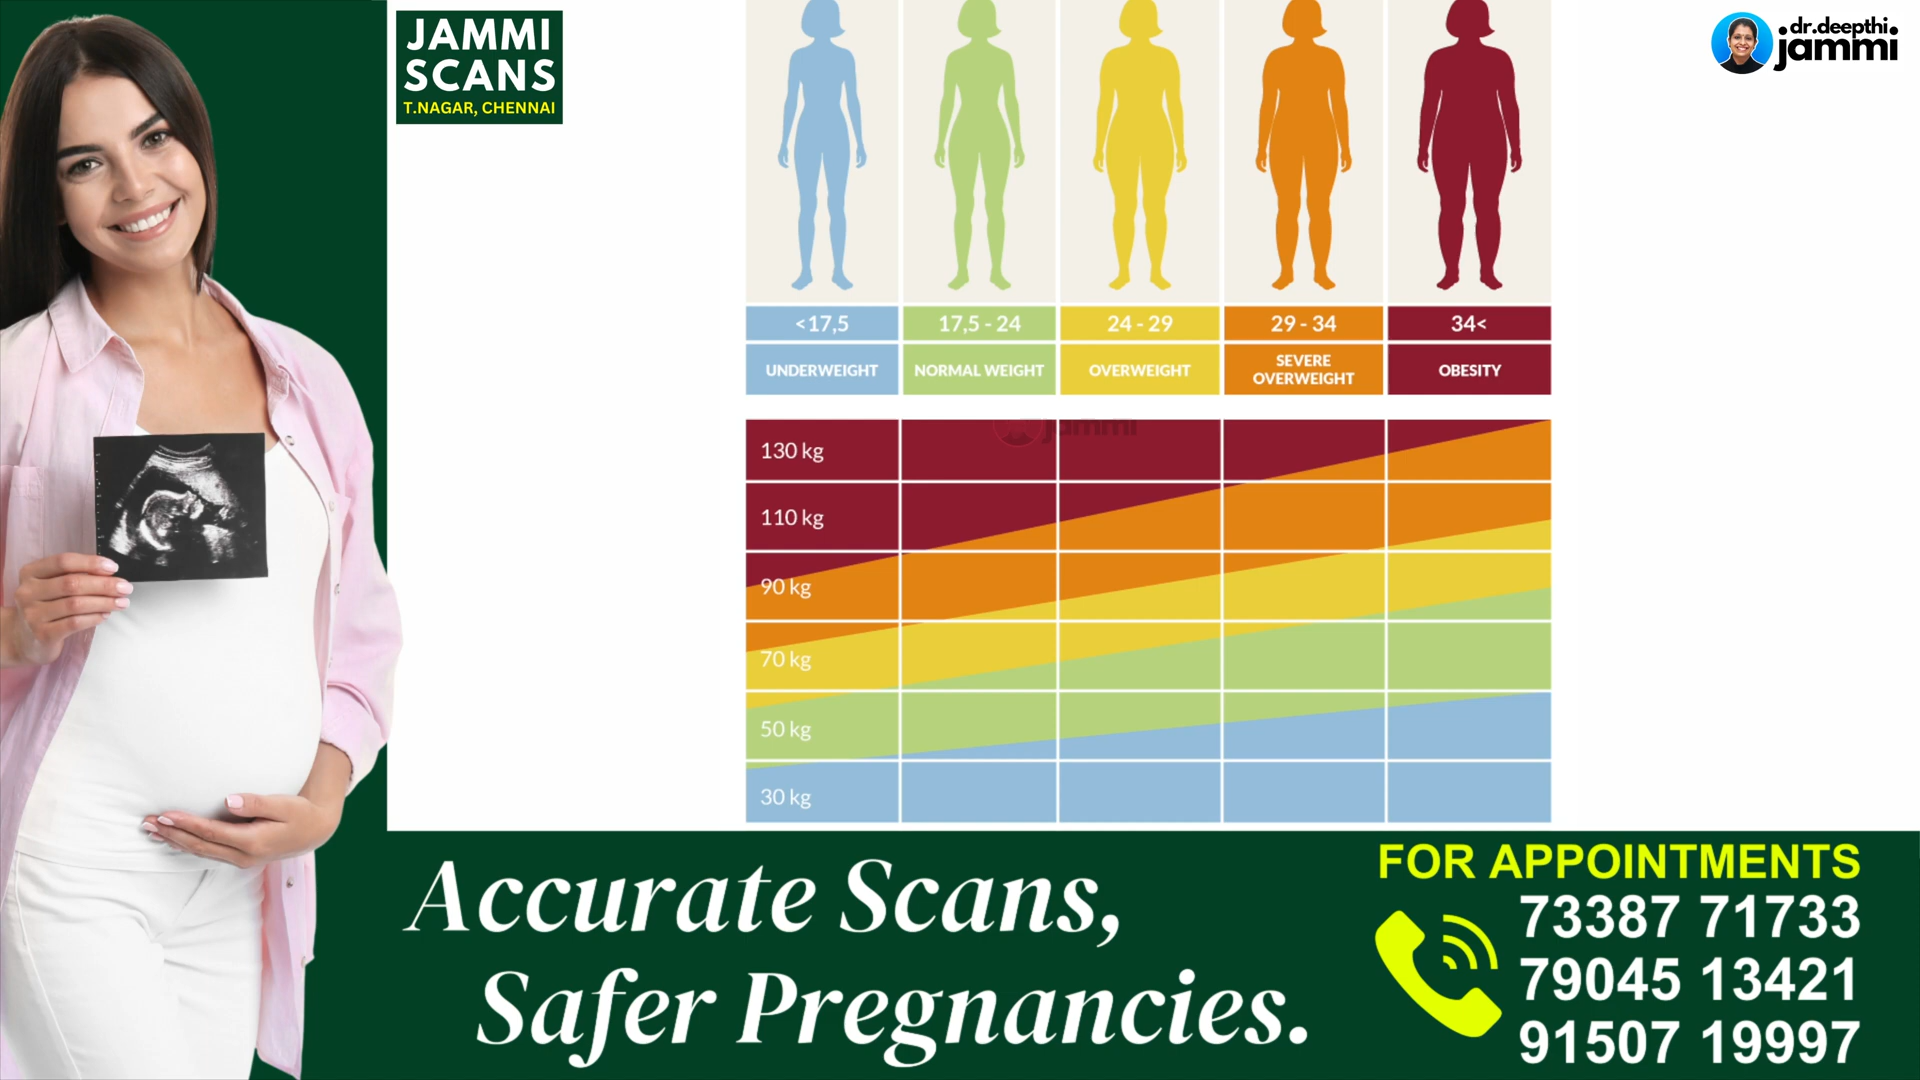 JAMMI
SCANS
T.NAGAR, CHENNAI
dr.deepthi
jammi
<17,5
17,5 - 24
24 - 29
29 - 34
34<
UNDERWEIGHT
NORMAL WEIGHT
OVERWEIGHT
SEVERE
OVERWEIGHT
OBESITY
jammi
130 kg
110 kg
90 kg
70 kg
50 kg
30 kg
Accurate Scans,
Safer Pregnancies.
FOR APPOINTMENTS
73387 71733
79045 13421
91507 19997